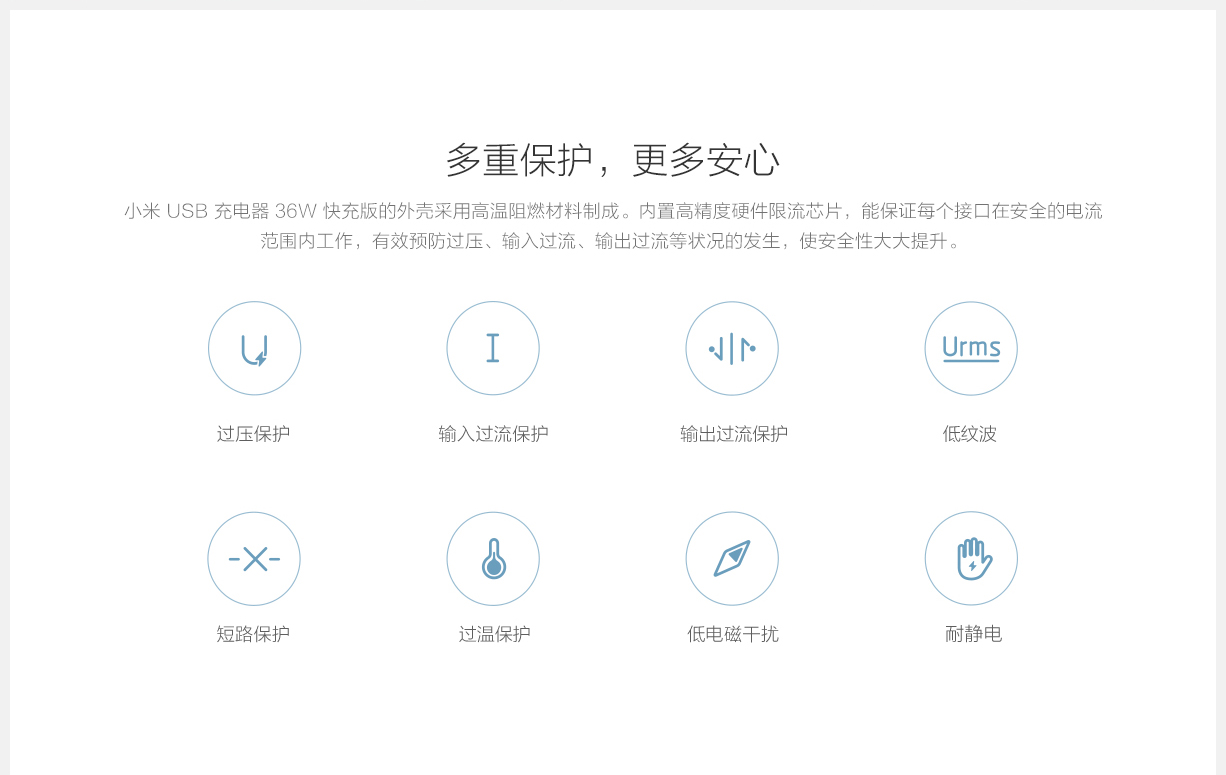 多重保护，更多安心
小米 USB 充电器 36W 快充版的外壳采用高温阻燃材料制成。内置高精度硬件限流芯片，能保证每个接口在安全的电流
范围内工作，有效预防过压、输入过流、输出过流等状况的发生，使安全性大大提升。
U
I
Urms
过压保护
输入过流保护
输出过流保护
低纹波
短路保护
过温保护
低电磁干扰
耐静电